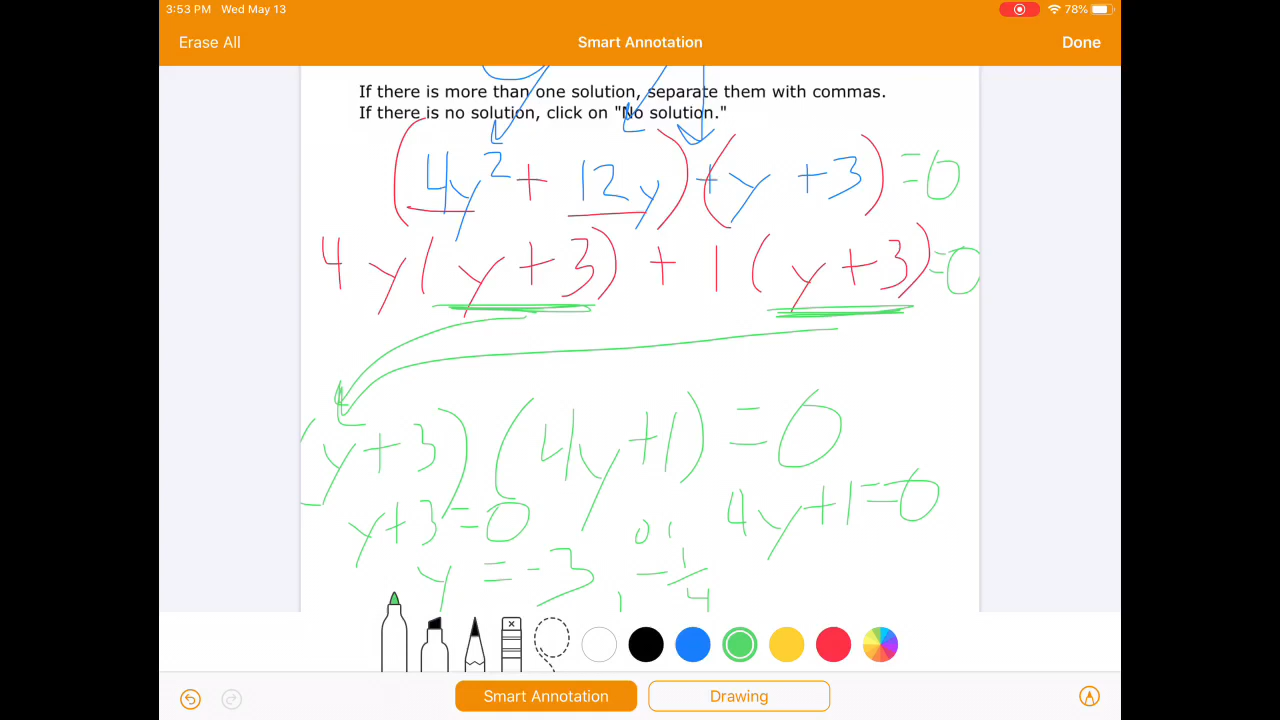 3:53 PM Wed May 13 78%
Erase All Smart Annotation Done
If there is more than one solution, separate them with commas.
If there is no solution, click on "No solution."
(4y² + 12y) + (y + 3) = 0
4y(y + 3) + 1(y + 3) = 0
(y + 3)(4y + 1) = 0
y + 3 = 0 4y + 1 = 0
y = -3, or -1/4
Smart Annotation Drawing